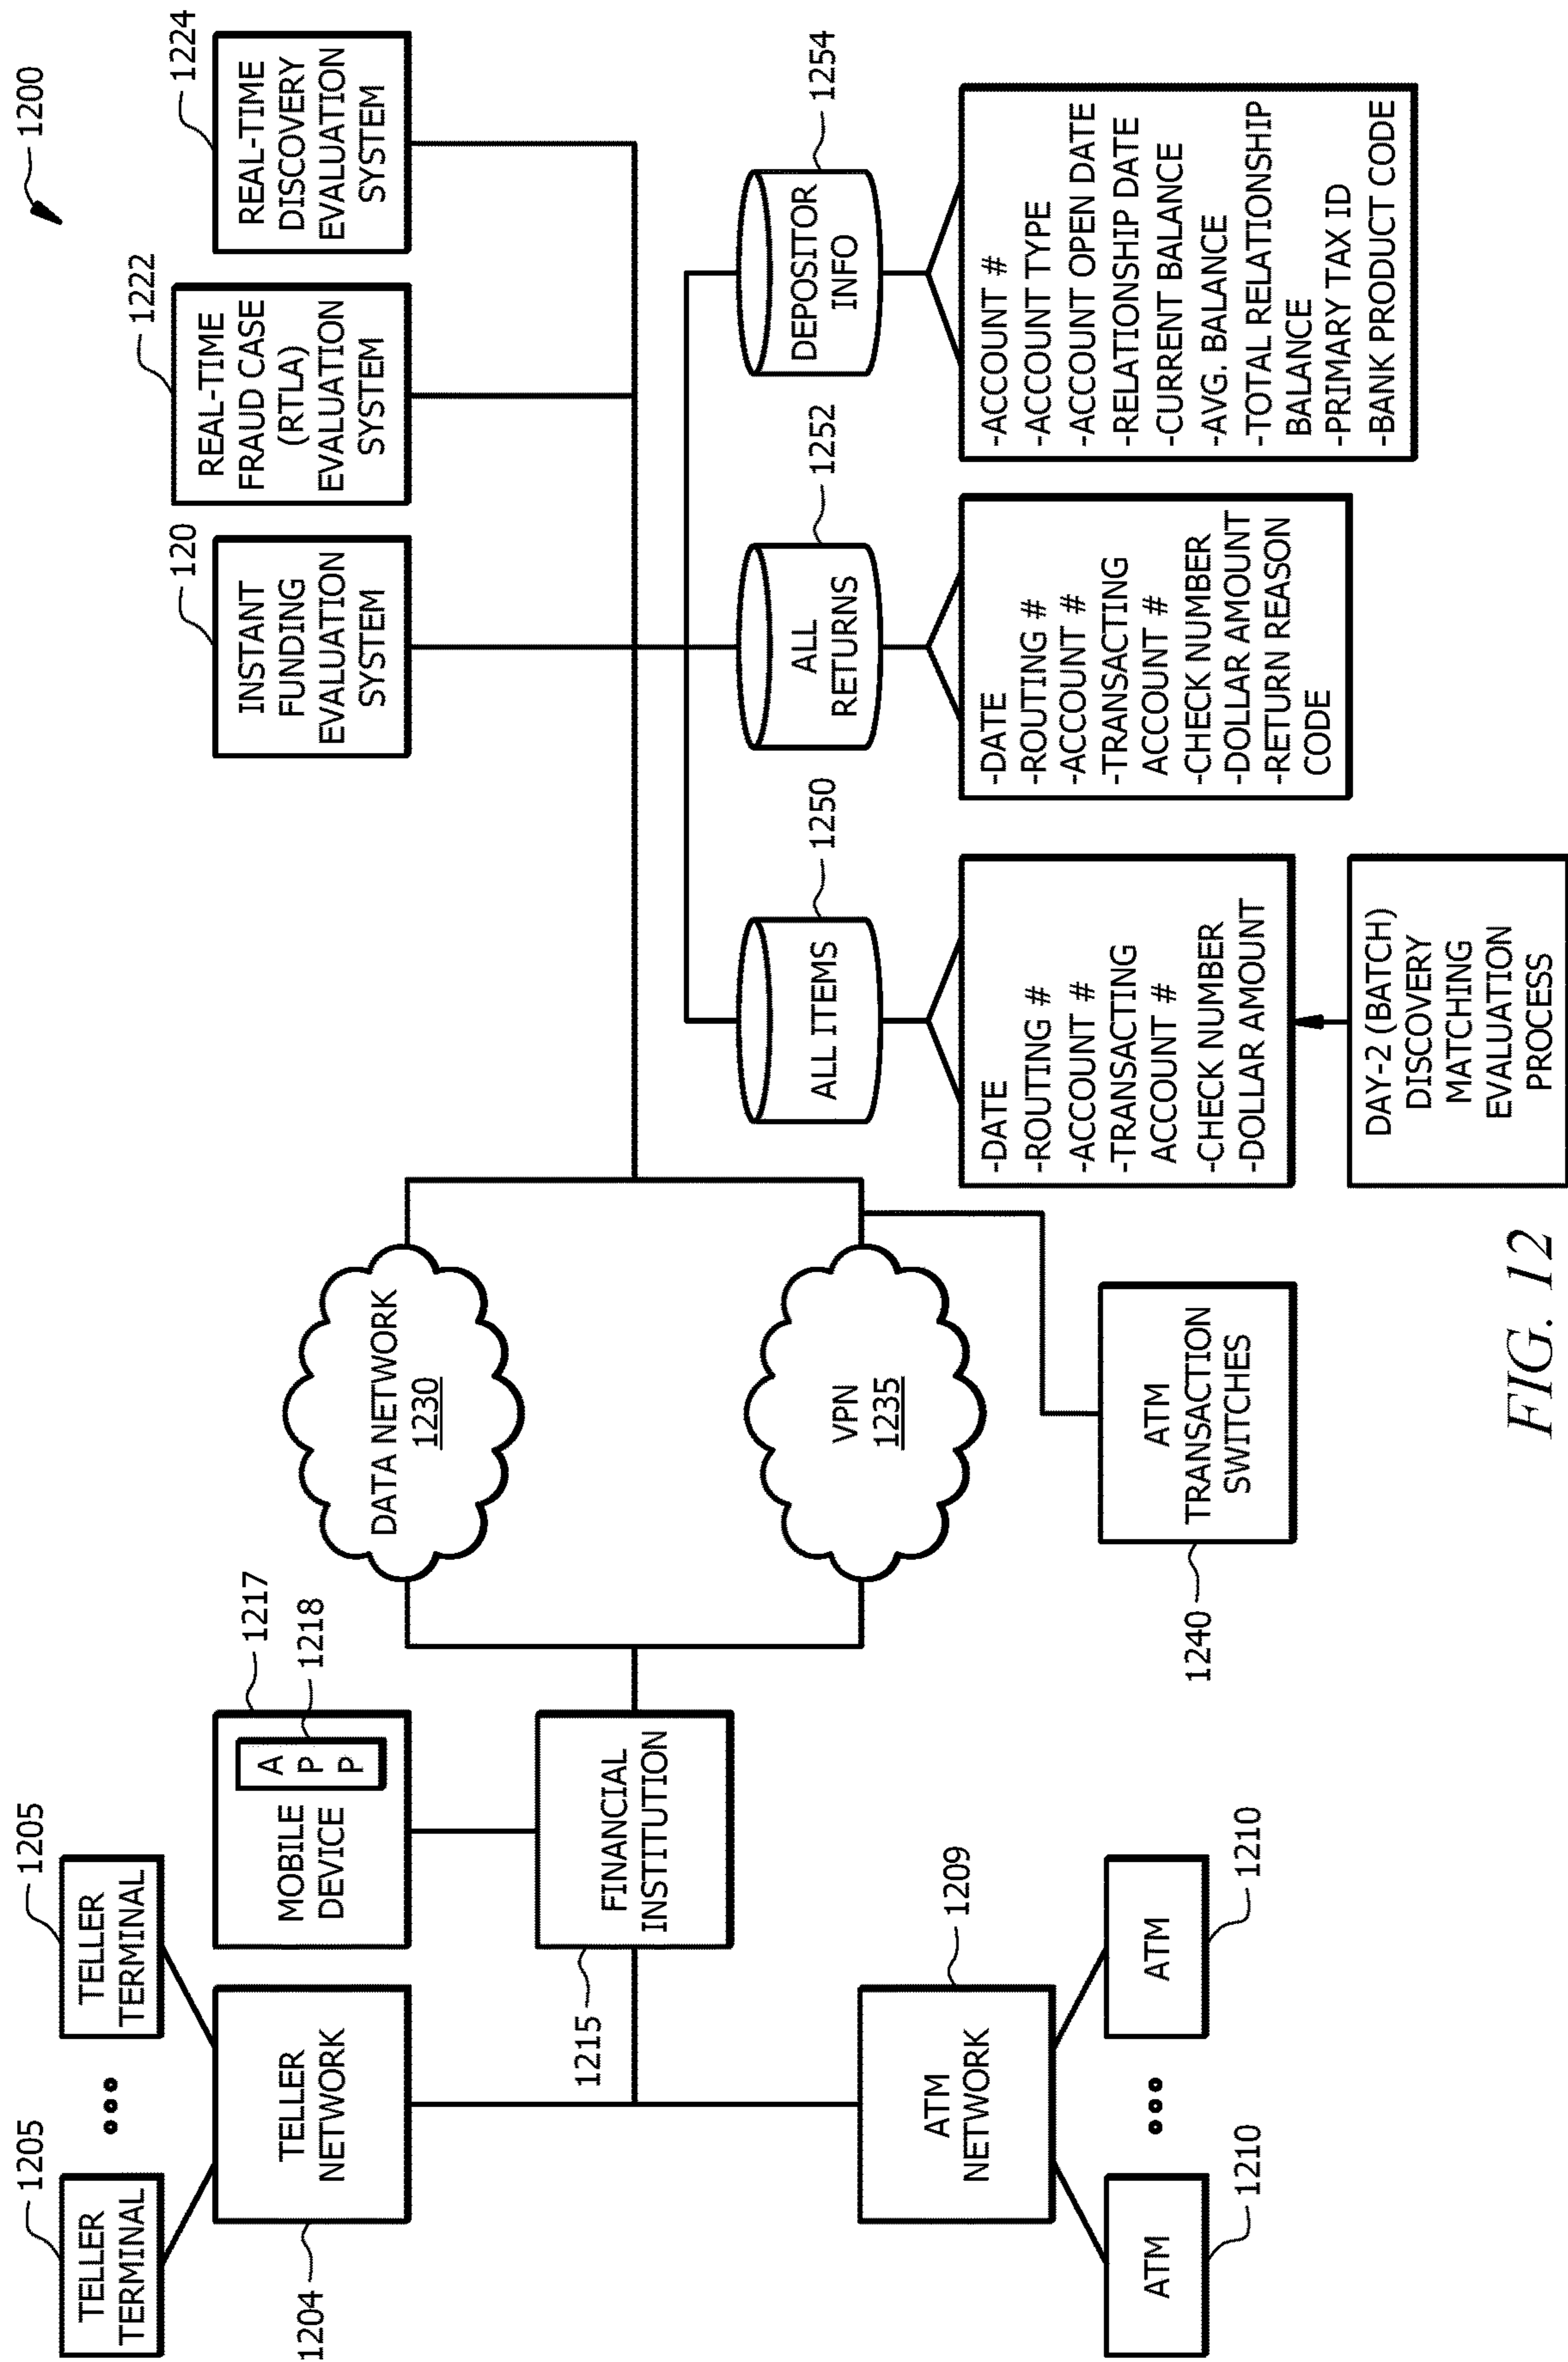 1200
1205
TELLER
TERMINAL
1205
TELLER
TERMINAL
1204
TELLER
NETWORK
1217
1218
MOBILE
DEVICE
A
P
P
1215
FINANCIAL
INSTITUTION
1209
ATM
NETWORK
1210
ATM
1210
ATM
DATA NETWORK
1230
VPN
1235
1240
ATM
TRANSACTION
SWITCHES
120
INSTANT
FUNDING
EVALUATION
SYSTEM
1222
REAL-TIME
FRAUD CASE
(RTLA)
EVALUATION
SYSTEM
1224
REAL-TIME
DISCOVERY
EVALUATION
SYSTEM
1250
ALL ITEMS
-DATE
-ROUTING #
-ACCOUNT #
-TRANSACTING
ACCOUNT #
-CHECK NUMBER
-DOLLAR AMOUNT
DAY-2 (BATCH)
DISCOVERY
MATCHING
EVALUATION
PROCESS
1252
ALL
RETURNS
-DATE
-ROUTING #
-ACCOUNT #
-TRANSACTING
ACCOUNT #
-CHECK NUMBER
-DOLLAR AMOUNT
-RETURN REASON
CODE
1254
DEPOSITOR
INFO
-ACCOUNT #
-ACCOUNT TYPE
-ACCOUNT OPEN DATE
-RELATIONSHIP DATE
-CURRENT BALANCE
-AVG. BALANCE
-TOTAL RELATIONSHIP
BALANCE
-PRIMARY TAX ID
-BANK PRODUCT CODE
FIG. 12